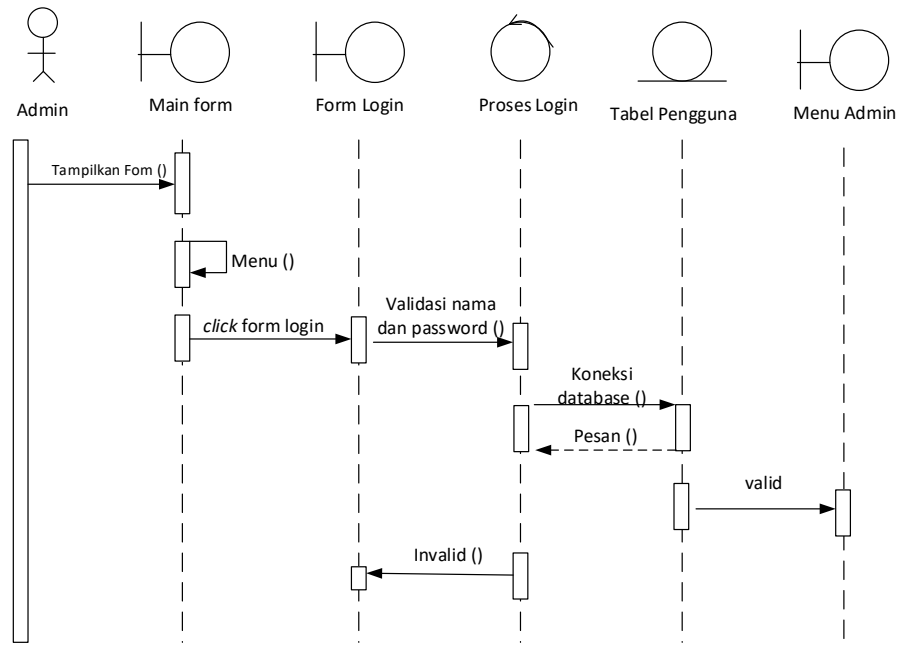 Admin
Main form
Form Login
Proses Login
Tabel Pengguna
Menu Admin
Tampilkan Fom ()
Menu ()
click form login
Validasi nama
dan password ()
Koneksi
database ()
Pesan ()
valid
Invalid ()